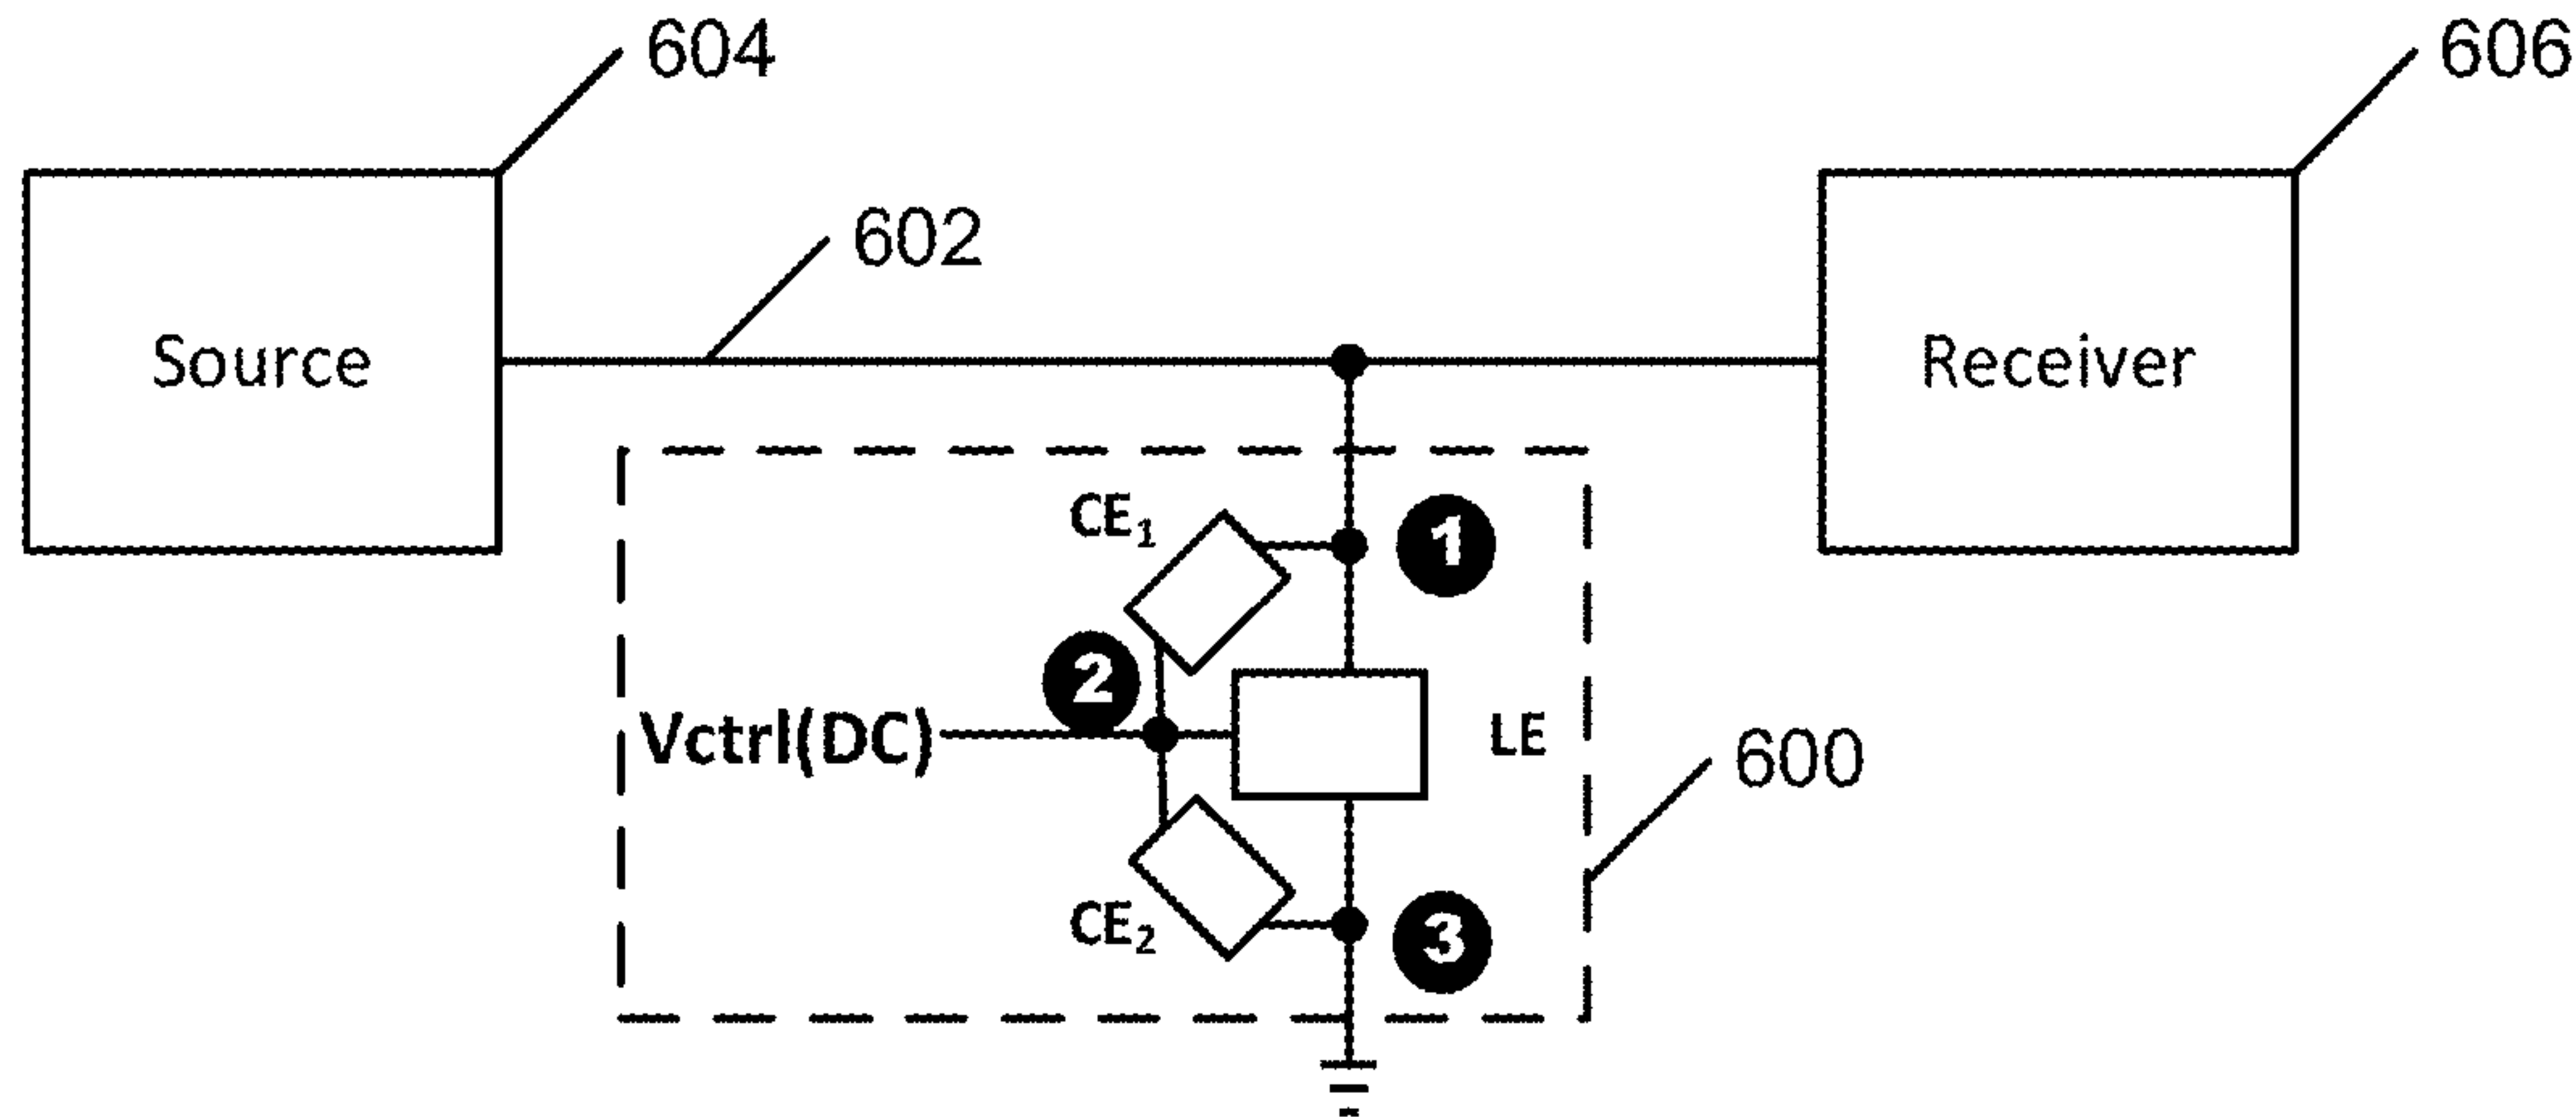 604
606
602
Source
Receiver
CE₁
1
2
Vctrl(DC)
LE
600
CE₂
3